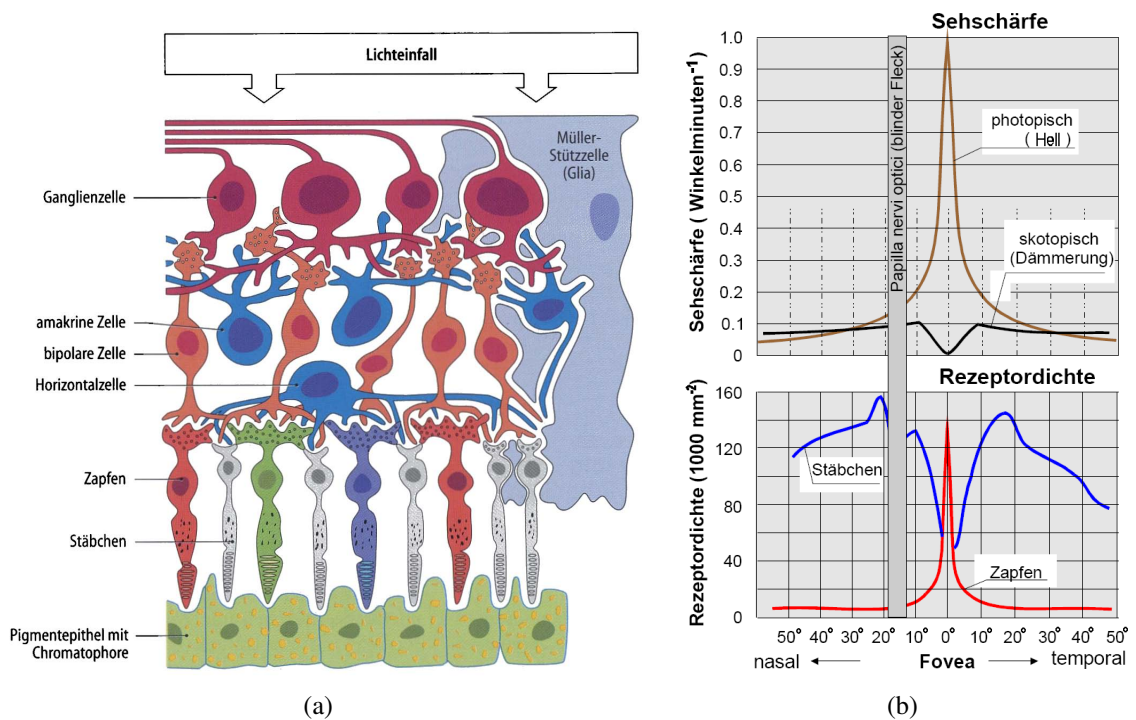 Lichteinfall
Müller-
Stützzelle
(Glia)
Ganglienzelle
amakrine Zelle
bipolare Zelle
Horizontalzelle
Zapfen
Stäbchen
Pigmentepithel mit
Chromatophore
(a)
Sehschärfe
Sehschärfe ( Winkelminuten⁻¹)
1.0
0.9
0.8
0.7
0.6
0.5
0.4
0.3
0.2
0.1
0
Papilla nervi optici (blinder Fleck)
photopisch
( Hell )
skotopisch
(Dämmerung)
Rezeptordichte
Rezeptordichte (1000 mm⁻²)
160
120
80
40
0
Stäbchen
Zapfen
50° 40° 30° 20° 10° 0° 10° 20° 30° 40° 50°
nasal Fovea temporal
(b)